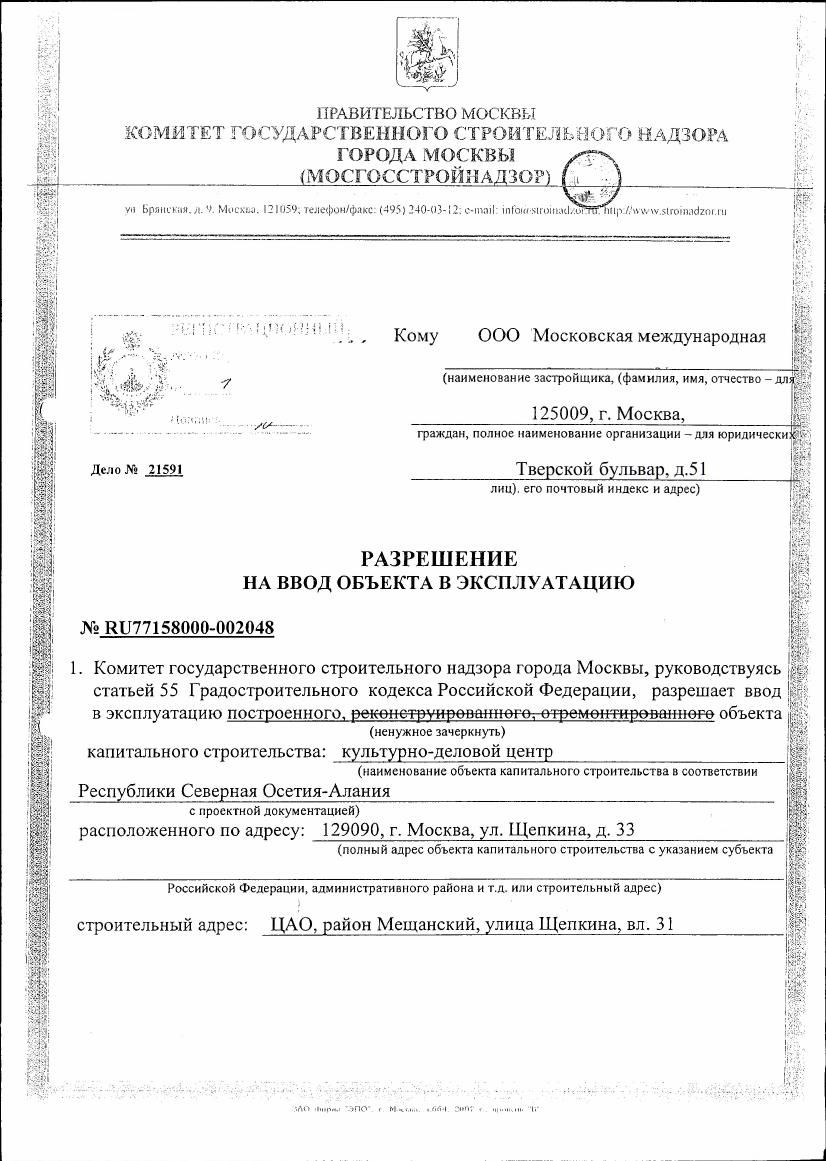 ПРАВИТЕЛЬСТВО МОСКВЫ
КОМИТЕТ ГОСУДАРСТВЕННОГО СТРОИТЕЛЬНОГО НАДЗОРА
ГОРОДА МОСКВЫ
(МОСГОССТРОЙНАДЗОР)
ул Брянская, д. 9. Москва, 121059; телефон/факс: (495) 240-03-12; e-mail: info@stroinadzor.ru, http://www.stroinadzor.ru
РЕГИСТРАЦИОННЫЙ
1
Кому ООО Московская международная
(наименование застройщика, (фамилия, имя, отчество – для
125009, г. Москва,
граждан, полное наименование организации – для юридических
Дело № 21591
Тверской бульвар, д.51
лиц). его почтовый индекс и адрес)
РАЗРЕШЕНИЕ
НА ВВОД ОБЪЕКТА В ЭКСПЛУАТАЦИЮ
№ RU77158000-002048
1. Комитет государственного строительного надзора города Москвы, руководствуясь
статьей 55 Градостроительного кодекса Российской Федерации, разрешает ввод
в эксплуатацию построенного, реконструированного, отремонтированного объекта
(ненужное зачеркнуть)
капитального строительства: культурно-деловой центр
(наименование объекта капитального строительства в соответствии
Республики Северная Осетия-Алания
с проектной документацией)
расположенного по адресу: 129090, г. Москва, ул. Щепкина, д. 33
(полный адрес объекта капитального строительства с указанием субъекта
Российской Федерации, административного района и т.д. или строительный адрес)
строительный адрес: ЦАО, район Мещанский, улица Щепкина, вл. 31
ЗАО Фирма "ЭПО", г. Москва, 2007 г.,